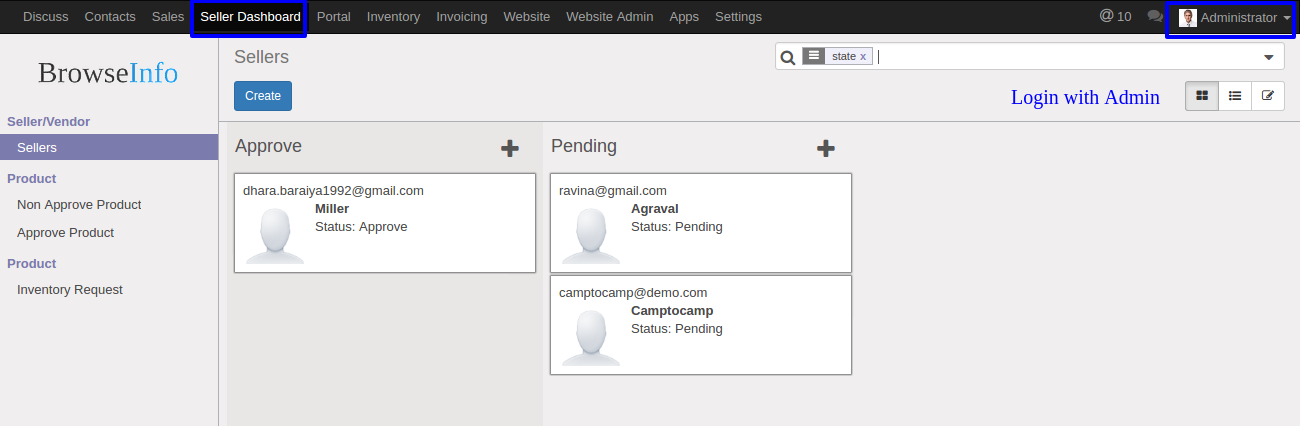 Discuss Contacts Sales Seller Dashboard Portal Inventory Invoicing Website Website Admin Apps Settings @ 10 Administrator
BrowseInfo
Sellers
state x
Create
Login with Admin
Seller/Vendor
Sellers
Product
Non Approve Product
Approve Product
Product
Inventory Request
Approve
dhara.baraiya1992@gmail.com
Miller
Status: Approve
Pending
ravina@gmail.com
Agraval
Status: Pending
camptocamp@demo.com
Camptocamp
Status: Pending